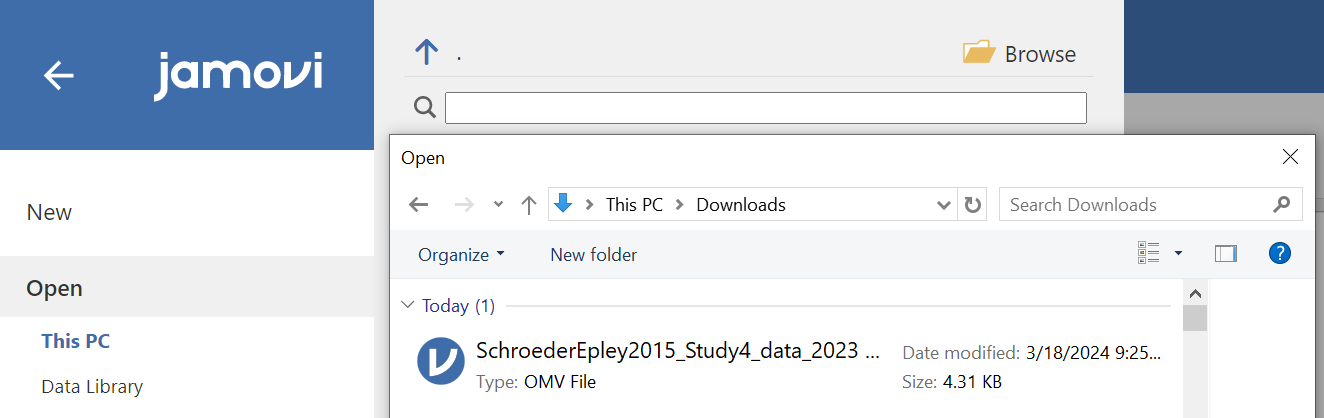 jamovi
.
Browse
New
Open
This PC
Data Library
Open
This PC
Downloads
Search Downloads
Organize
New folder
?
Today (1)
SchroederEpley2015_Study4_data_2023 ...
Date modified: 3/18/2024 9:25...
Type: OMV File
Size: 4.31 KB